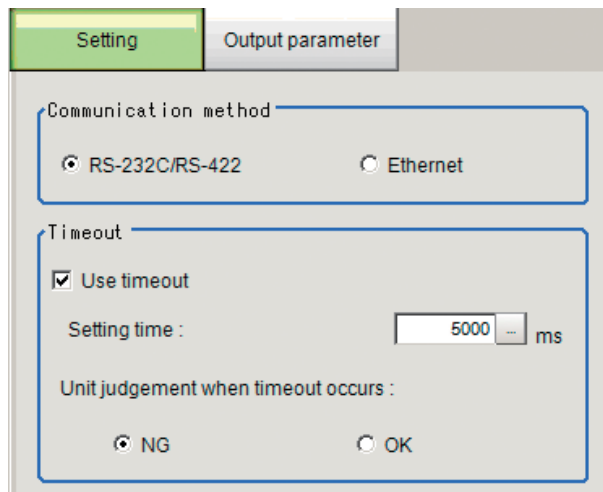 Setting Output parameter
Communication method
RS-232C/RS-422 Ethernet
Timeout
Use timeout
Setting time : 5000 ... ms
Unit judgement when timeout occurs :
NG OK